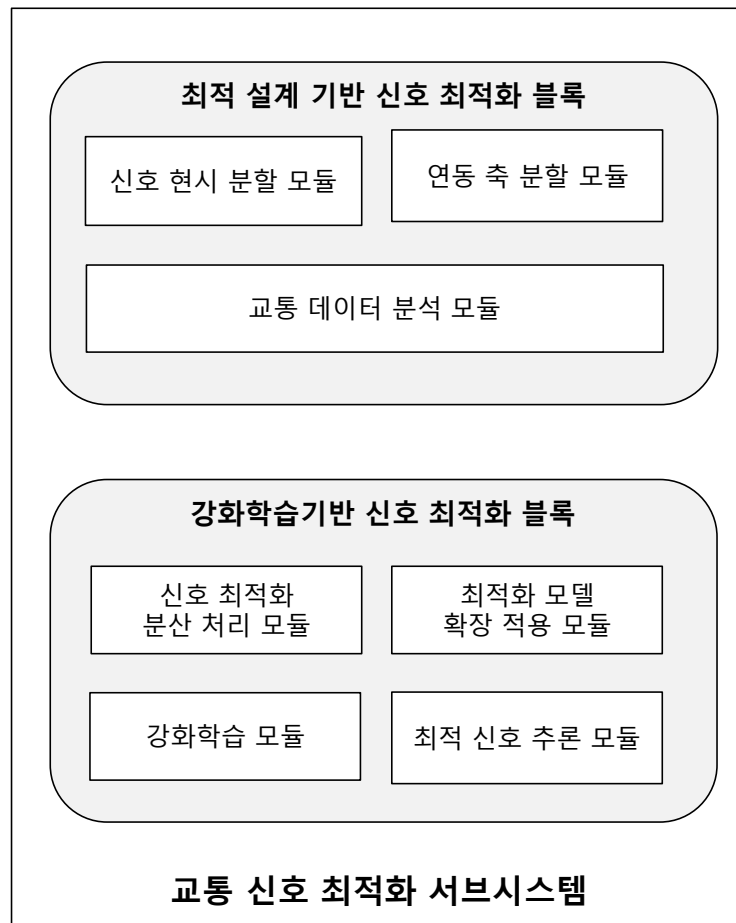 최적 설계 기반 신호 최적화 블록
신호 현시 분할 모듈
연동 축 분할 모듈
교통 데이터 분석 모듈
강화학습기반 신호 최적화 블록
신호 최적화
분산 처리 모듈
최적화 모델
확장 적용 모듈
강화학습 모듈
최적 신호 추론 모듈
교통 신호 최적화 서브시스템